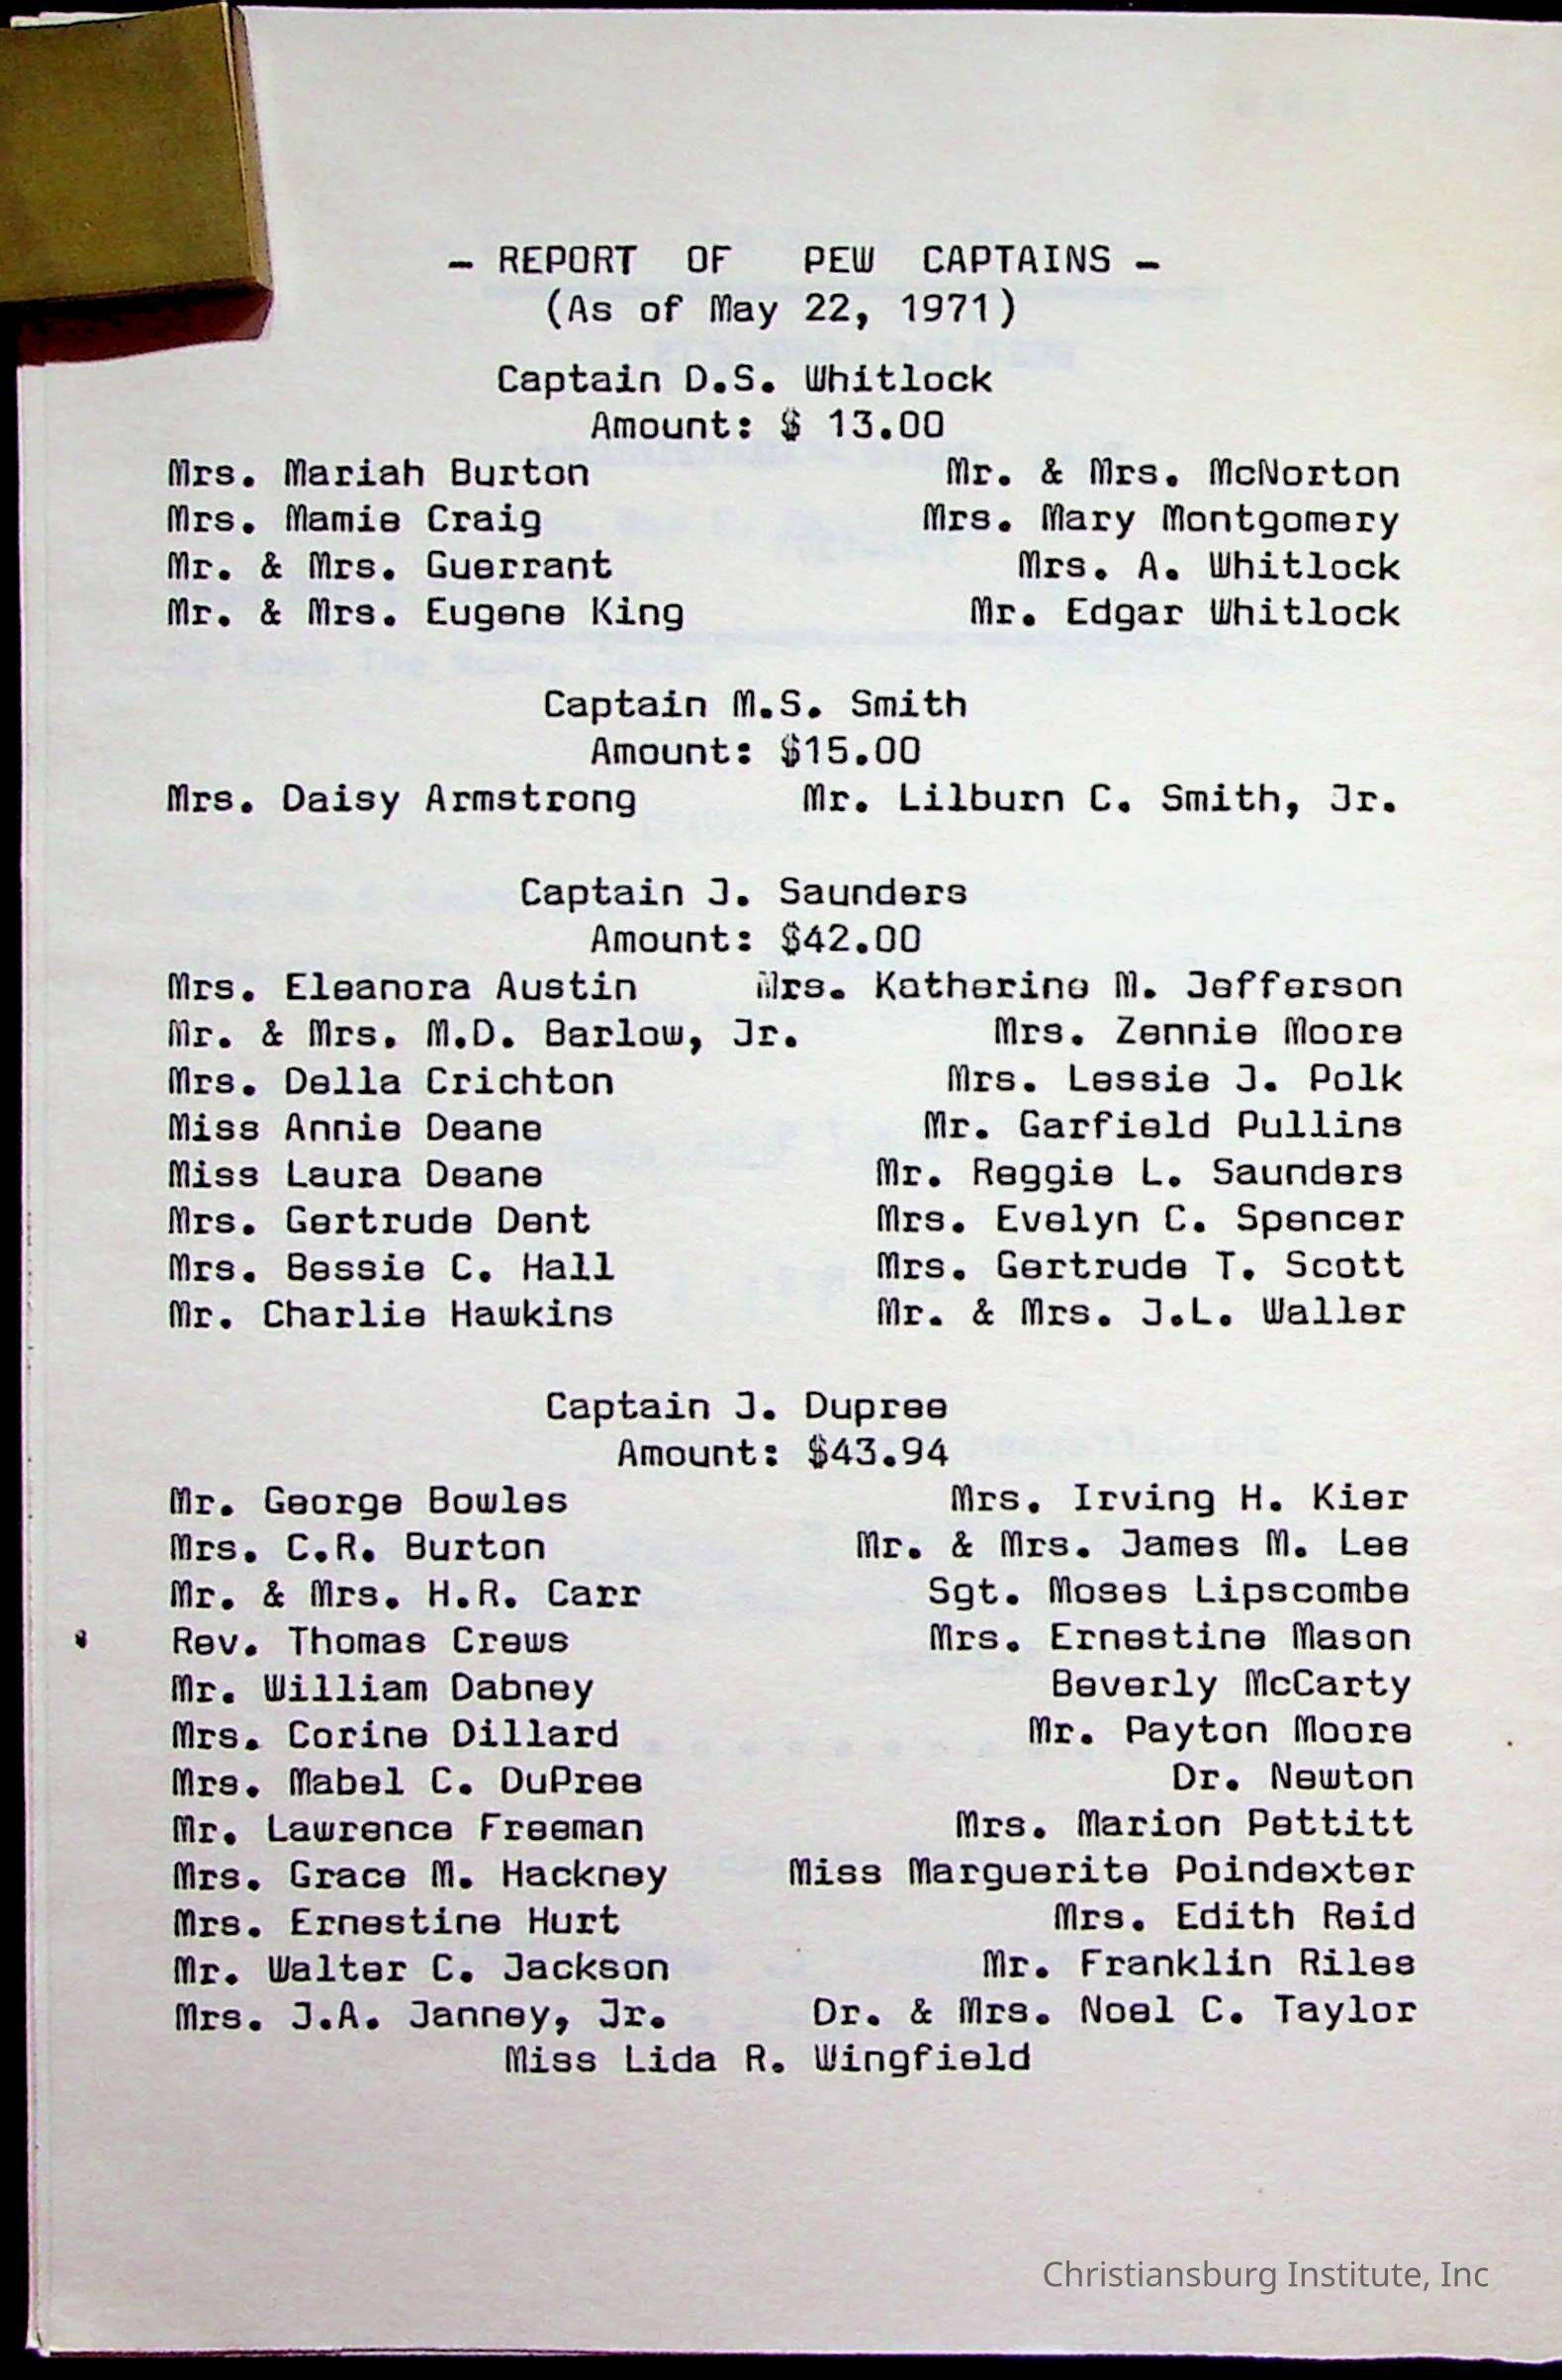 - REPORT OF PEW CAPTAINS -
(As of May 22, 1971)
Captain D.S. Whitlock
Amount: $ 13.00
Mrs. Mariah Burton Mr. & Mrs. McNorton
Mrs. Mamie Craig Mrs. Mary Montgomery
Mr. & Mrs. Guerrant Mrs. A. Whitlock
Mr. & Mrs. Eugene King Mr. Edgar Whitlock
Captain M.S. Smith
Amount: $15.00
Mrs. Daisy Armstrong Mr. Lilburn C. Smith, Jr.
Captain J. Saunders
Amount: $42.00
Mrs. Eleanora Austin Mrs. Katherine M. Jefferson
Mr. & Mrs. M.D. Barlow, Jr. Mrs. Zennie Moore
Mrs. Della Crichton Mrs. Lessie J. Polk
Miss Annie Deane Mr. Garfield Pullins
Miss Laura Deane Mr. Reggie L. Saunders
Mrs. Gertrude Dent Mrs. Evelyn C. Spencer
Mrs. Bessie C. Hall Mrs. Gertrude T. Scott
Mr. Charlie Hawkins Mr. & Mrs. J.L. Waller
Captain J. Dupree
Amount: $43.94
Mr. George Bowles Mrs. Irving H. Kier
Mrs. C.R. Burton Mr. & Mrs. James M. Lee
Mr. & Mrs. H.R. Carr Sgt. Moses Lipscombe
Rev. Thomas Crews Mrs. Ernestine Mason
Mr. William Dabney Beverly McCarty
Mrs. Corine Dillard Mr. Payton Moore
Mrs. Mabel C. DuPree Dr. Newton
Mr. Lawrence Freeman Mrs. Marion Pettitt
Mrs. Grace M. Hackney Miss Marguerite Poindexter
Mrs. Ernestine Hurt Mrs. Edith Reid
Mr. Walter C. Jackson Mr. Franklin Riles
Mrs. J.A. Janney, Jr. Dr. & Mrs. Noel C. Taylor
Miss Lida R. Wingfield
Christiansburg Institute, Inc